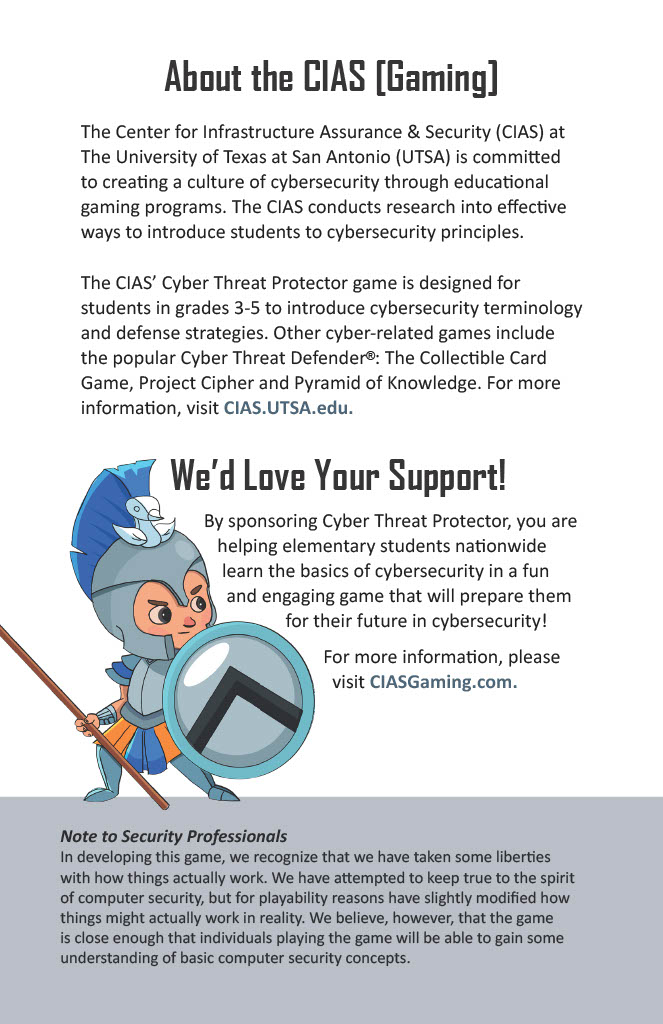 About the CIAS [Gaming]
The Center for Infrastructure Assurance & Security (CIAS) at
The University of Texas at San Antonio (UTSA) is committed
to creating a culture of cybersecurity through educational
gaming programs. The CIAS conducts research into effective
ways to introduce students to cybersecurity principles.
The CIAS’ Cyber Threat Protector game is designed for
students in grades 3-5 to introduce cybersecurity terminology
and defense strategies. Other cyber-related games include
the popular Cyber Threat Defender®: The Collectible Card
Game, Project Cipher and Pyramid of Knowledge. For more
information, visit CIAS.UTSA.edu.
We’d Love Your Support!
By sponsoring Cyber Threat Protector, you are
helping elementary students nationwide
learn the basics of cybersecurity in a fun
and engaging game that will prepare them
for their future in cybersecurity!
For more information, please
visit CIASGaming.com.
Note to Security Professionals
In developing this game, we recognize that we have taken some liberties
with how things actually work. We have attempted to keep true to the spirit
of computer security, but for playability reasons have slightly modified how
things might actually work in reality. We believe, however, that the game
is close enough that individuals playing the game will be able to gain some
understanding of basic computer security concepts.